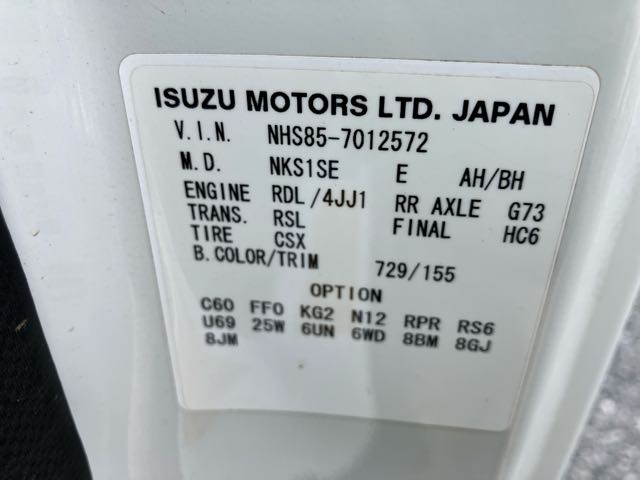 ISUZU MOTORS LTD. JAPAN
V.I.N. NHS85-7012572
M.D. NKS1SE E AH/BH
ENGINE RDL/4JJ1 RR AXLE G73
TRANS. RSL FINAL HC6
TIRE CSX
B.COLOR/TRIM 729/155
OPTION
C60 FF0 KG2 N12 RPR RS6
U69 25W 6UN 6WD 8BM 8GJ
8JM